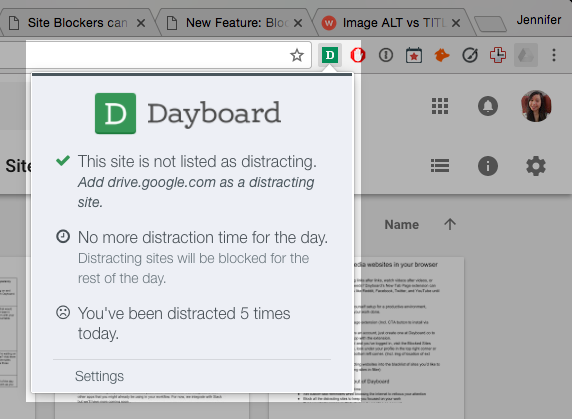 Site Blockers can
New Feature: Bloc
Image ALT vs TITL
Jennifer
D
D Dayboard
This site is not listed as distracting.
Add drive.google.com as a distracting
site.
No more distraction time for the day.
Distracting sites will be blocked for the
rest of the day.
You've been distracted 5 times
today.
Settings
Site
Name
media websites in your browser
out of Dayboard